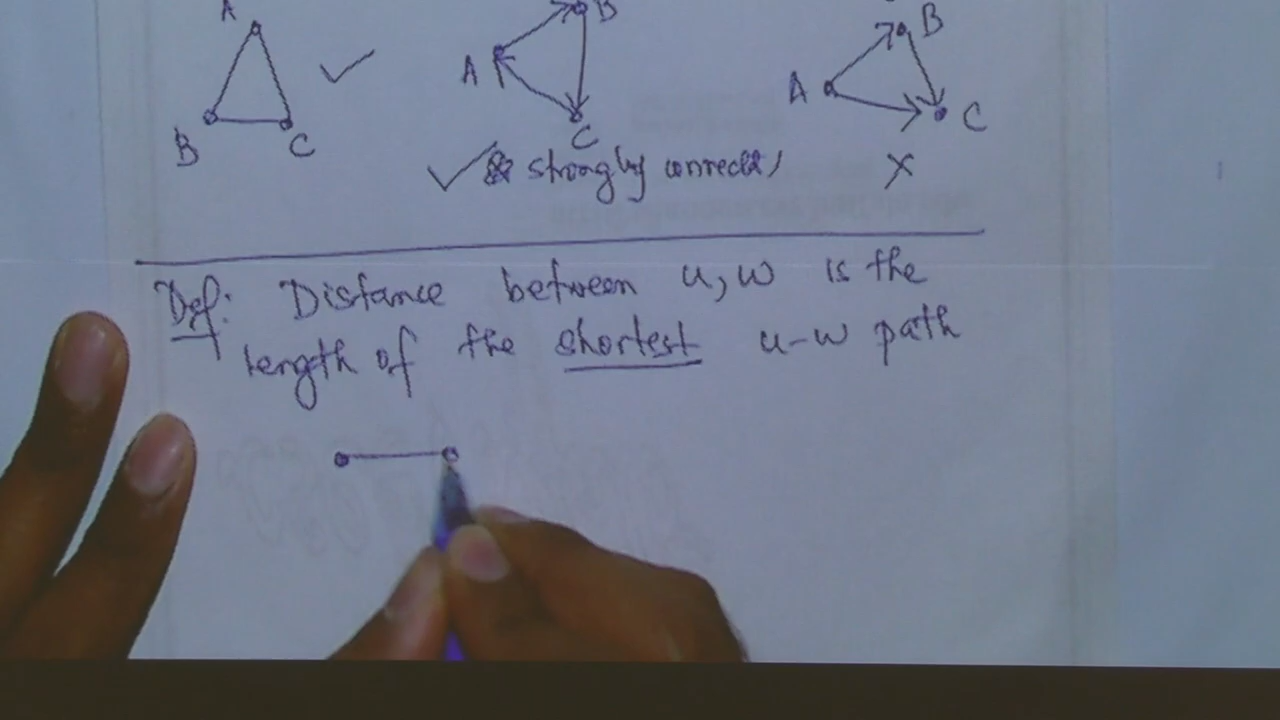 A
B
C
A
B
C
A
B
C
strongly connected
Def: Distance between u, w is the
length of the shortest u-w path